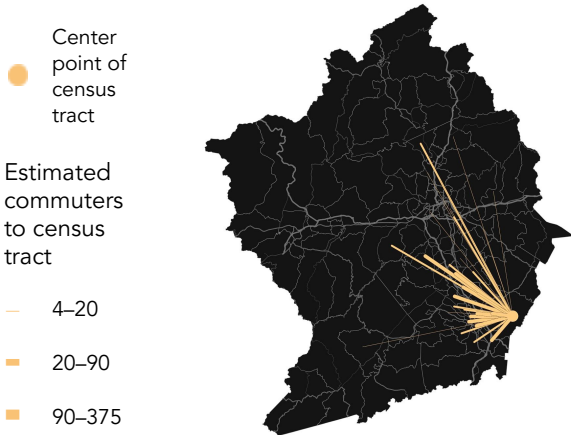 Center
point of
census
tract
Estimated
commuters
to census
tract
4–20
20–90
90–375